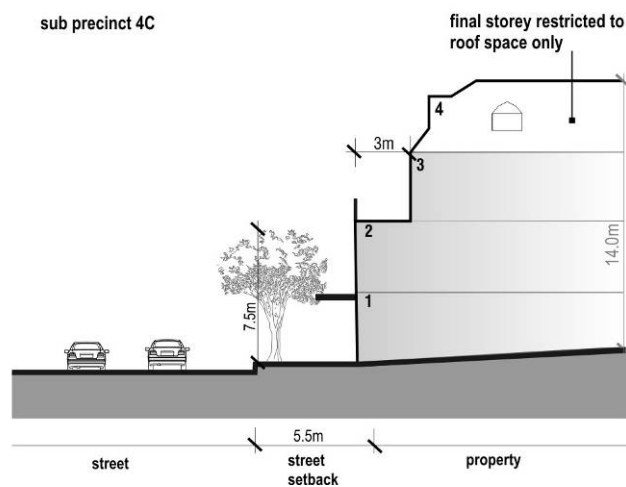 sub precinct 4C
final storey restricted to
roof space only
4
3m
3
2
1
7.5m
14.0m
5.5m
street
street
setback
property